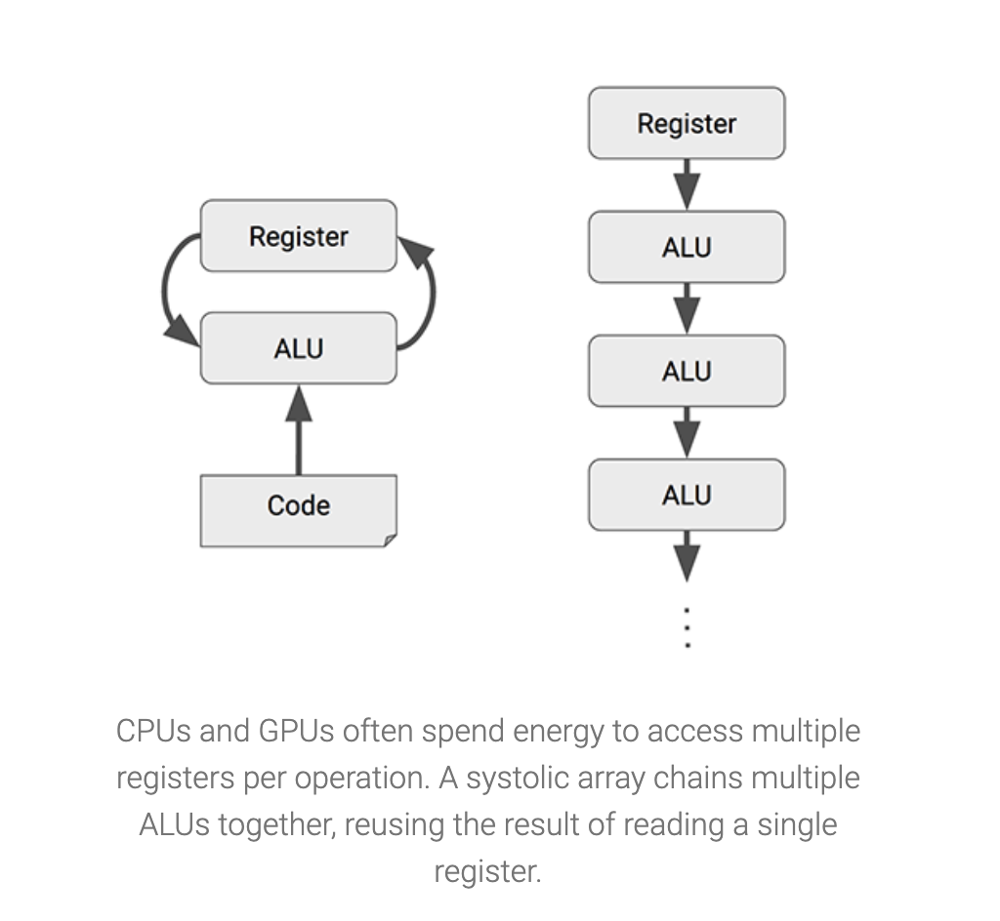 Register
ALU
Code
Register
ALU
ALU
ALU
CPUs and GPUs often spend energy to access multiple
registers per operation. A systolic array chains multiple
ALUs together, reusing the result of reading a single
register.